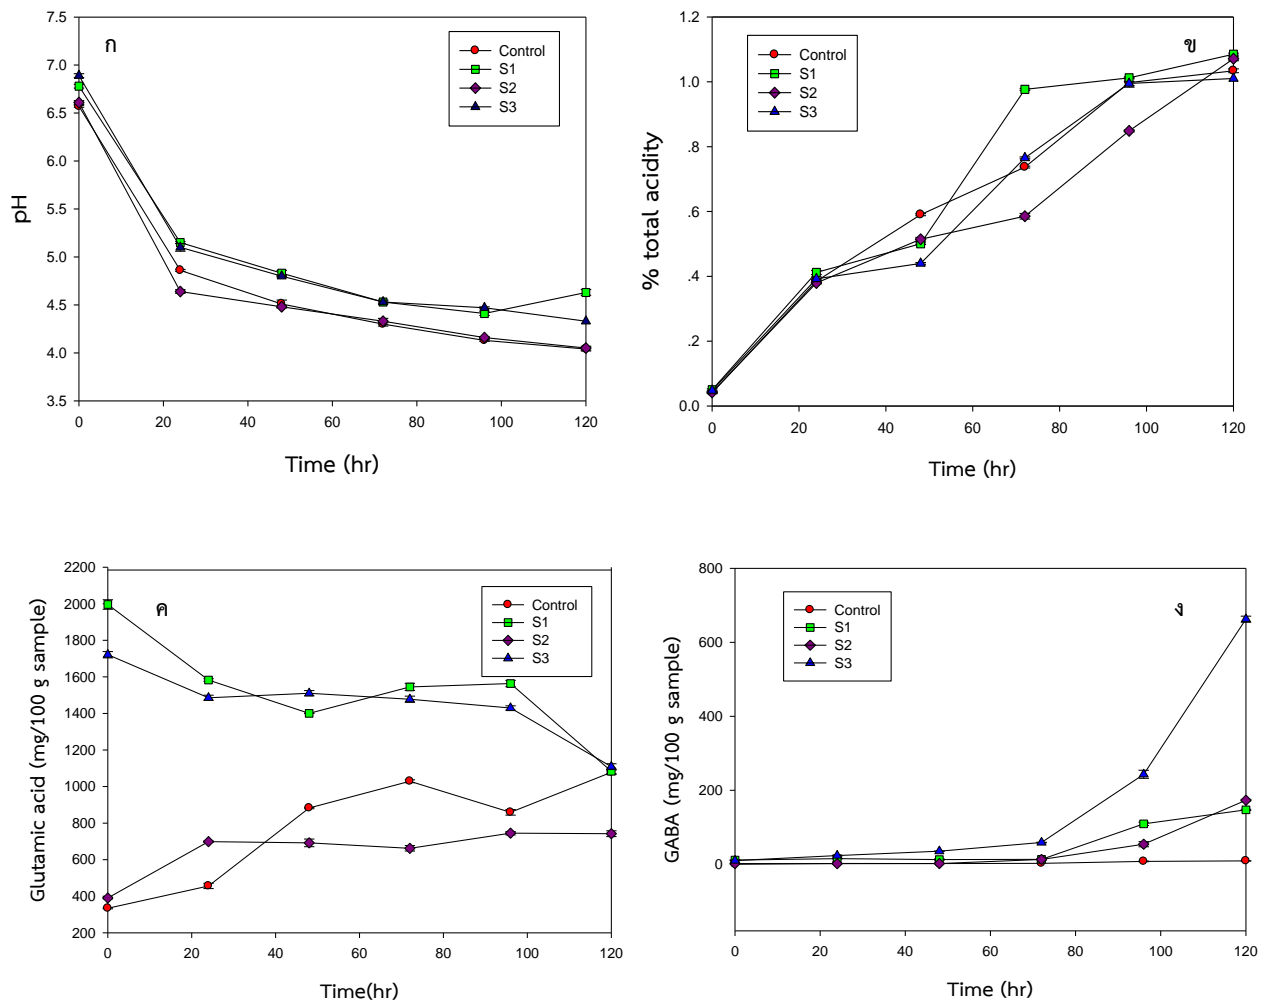 ก
pH
7.5
7.0
6.5
6.0
5.5
5.0
4.5
4.0
3.5
Control
S1
S2
S3
0 20 40 60 80 100 120
Time (hr)
ข
% total acidity
1.2
1.0
.8
.6
.4
.2
0.0
Control
S1
S2
S3
0 20 40 60 80 100 120
Time (hr)
ค
Glutamic acid (mg/100 g sample)
2200
2000
1800
1600
1400
1200
1000
800
600
400
200
Control
S1
S2
S3
0 20 40 60 80 100 120
Time(hr)
ง
GABA (mg/100 g sample)
800
600
400
200
0
Control
S1
S2
S3
0 20 40 60 80 100 120
Time (hr)